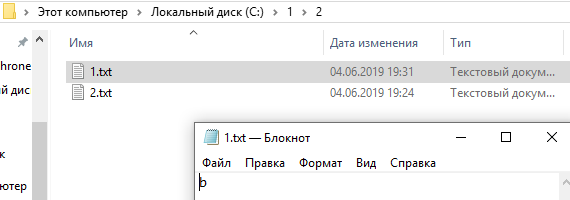 Этот компьютер > Локальный диск (C:) > 1 > 2
Имя Дата изменения Тип
1.txt 04.06.2019 19:31 Текстовый докум...
2.txt 04.06.2019 19:24 Текстовый докум...
hrone
ый дис
к
ютер
1.txt — Блокнот
Файл Правка Формат Вид Справка
b